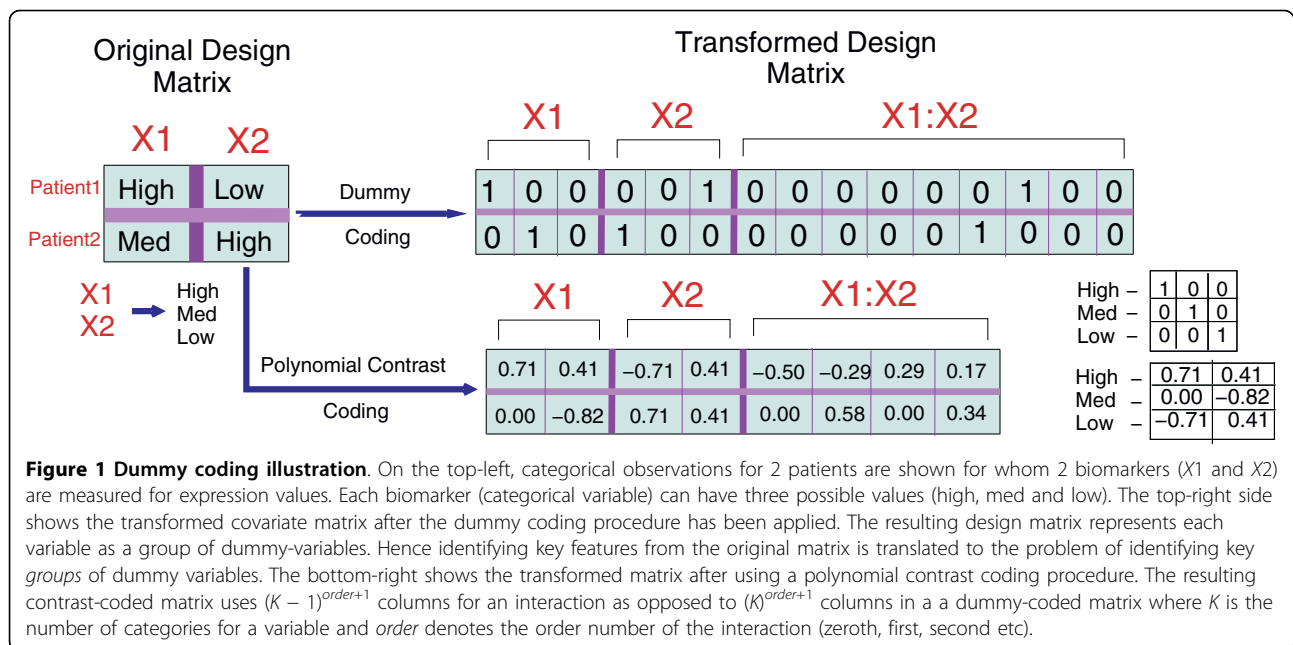 Original Design
Matrix
Transformed Design
Matrix
X1 X2
Patient1 High Low
Patient2 Med High
X1
X2
High
Med
Low
Dummy
Coding
X1 X2 X1:X2
1 0 0 0 0 1 0 0 0 0 0 0 1 0 0
0 1 0 1 0 0 0 0 0 0 0 1 0 0 0
Polynomial Contrast
Coding
X1 X2 X1:X2
0.71 0.41 −0.71 0.41 −0.50 −0.29 0.29 0.17
0.00 −0.82 0.71 0.41 0.00 0.58 0.00 0.34
High – 1 0 0
Med – 0 1 0
Low – 0 0 1
High – 0.71 0.41
Med – 0.00 −0.82
Low – −0.71 0.41
Figure 1 Dummy coding illustration. On the top-left, categorical observations for 2 patients are shown for whom 2 biomarkers (X1 and X2)
are measured for expression values. Each biomarker (categorical variable) can have three possible values (high, med and low). The top-right side
shows the transformed covariate matrix after the dummy coding procedure has been applied. The resulting design matrix represents each
variable as a group of dummy-variables. Hence identifying key features from the original matrix is translated to the problem of identifying key
groups of dummy variables. The bottom-right shows the transformed matrix after using a polynomial contrast coding procedure. The resulting
contrast-coded matrix uses (K − 1)^order+1 columns for an interaction as opposed to (K)^order+1 columns in a a dummy-coded matrix where K is the
number of categories for a variable and order denotes the order number of the interaction (zeroth, first, second etc).